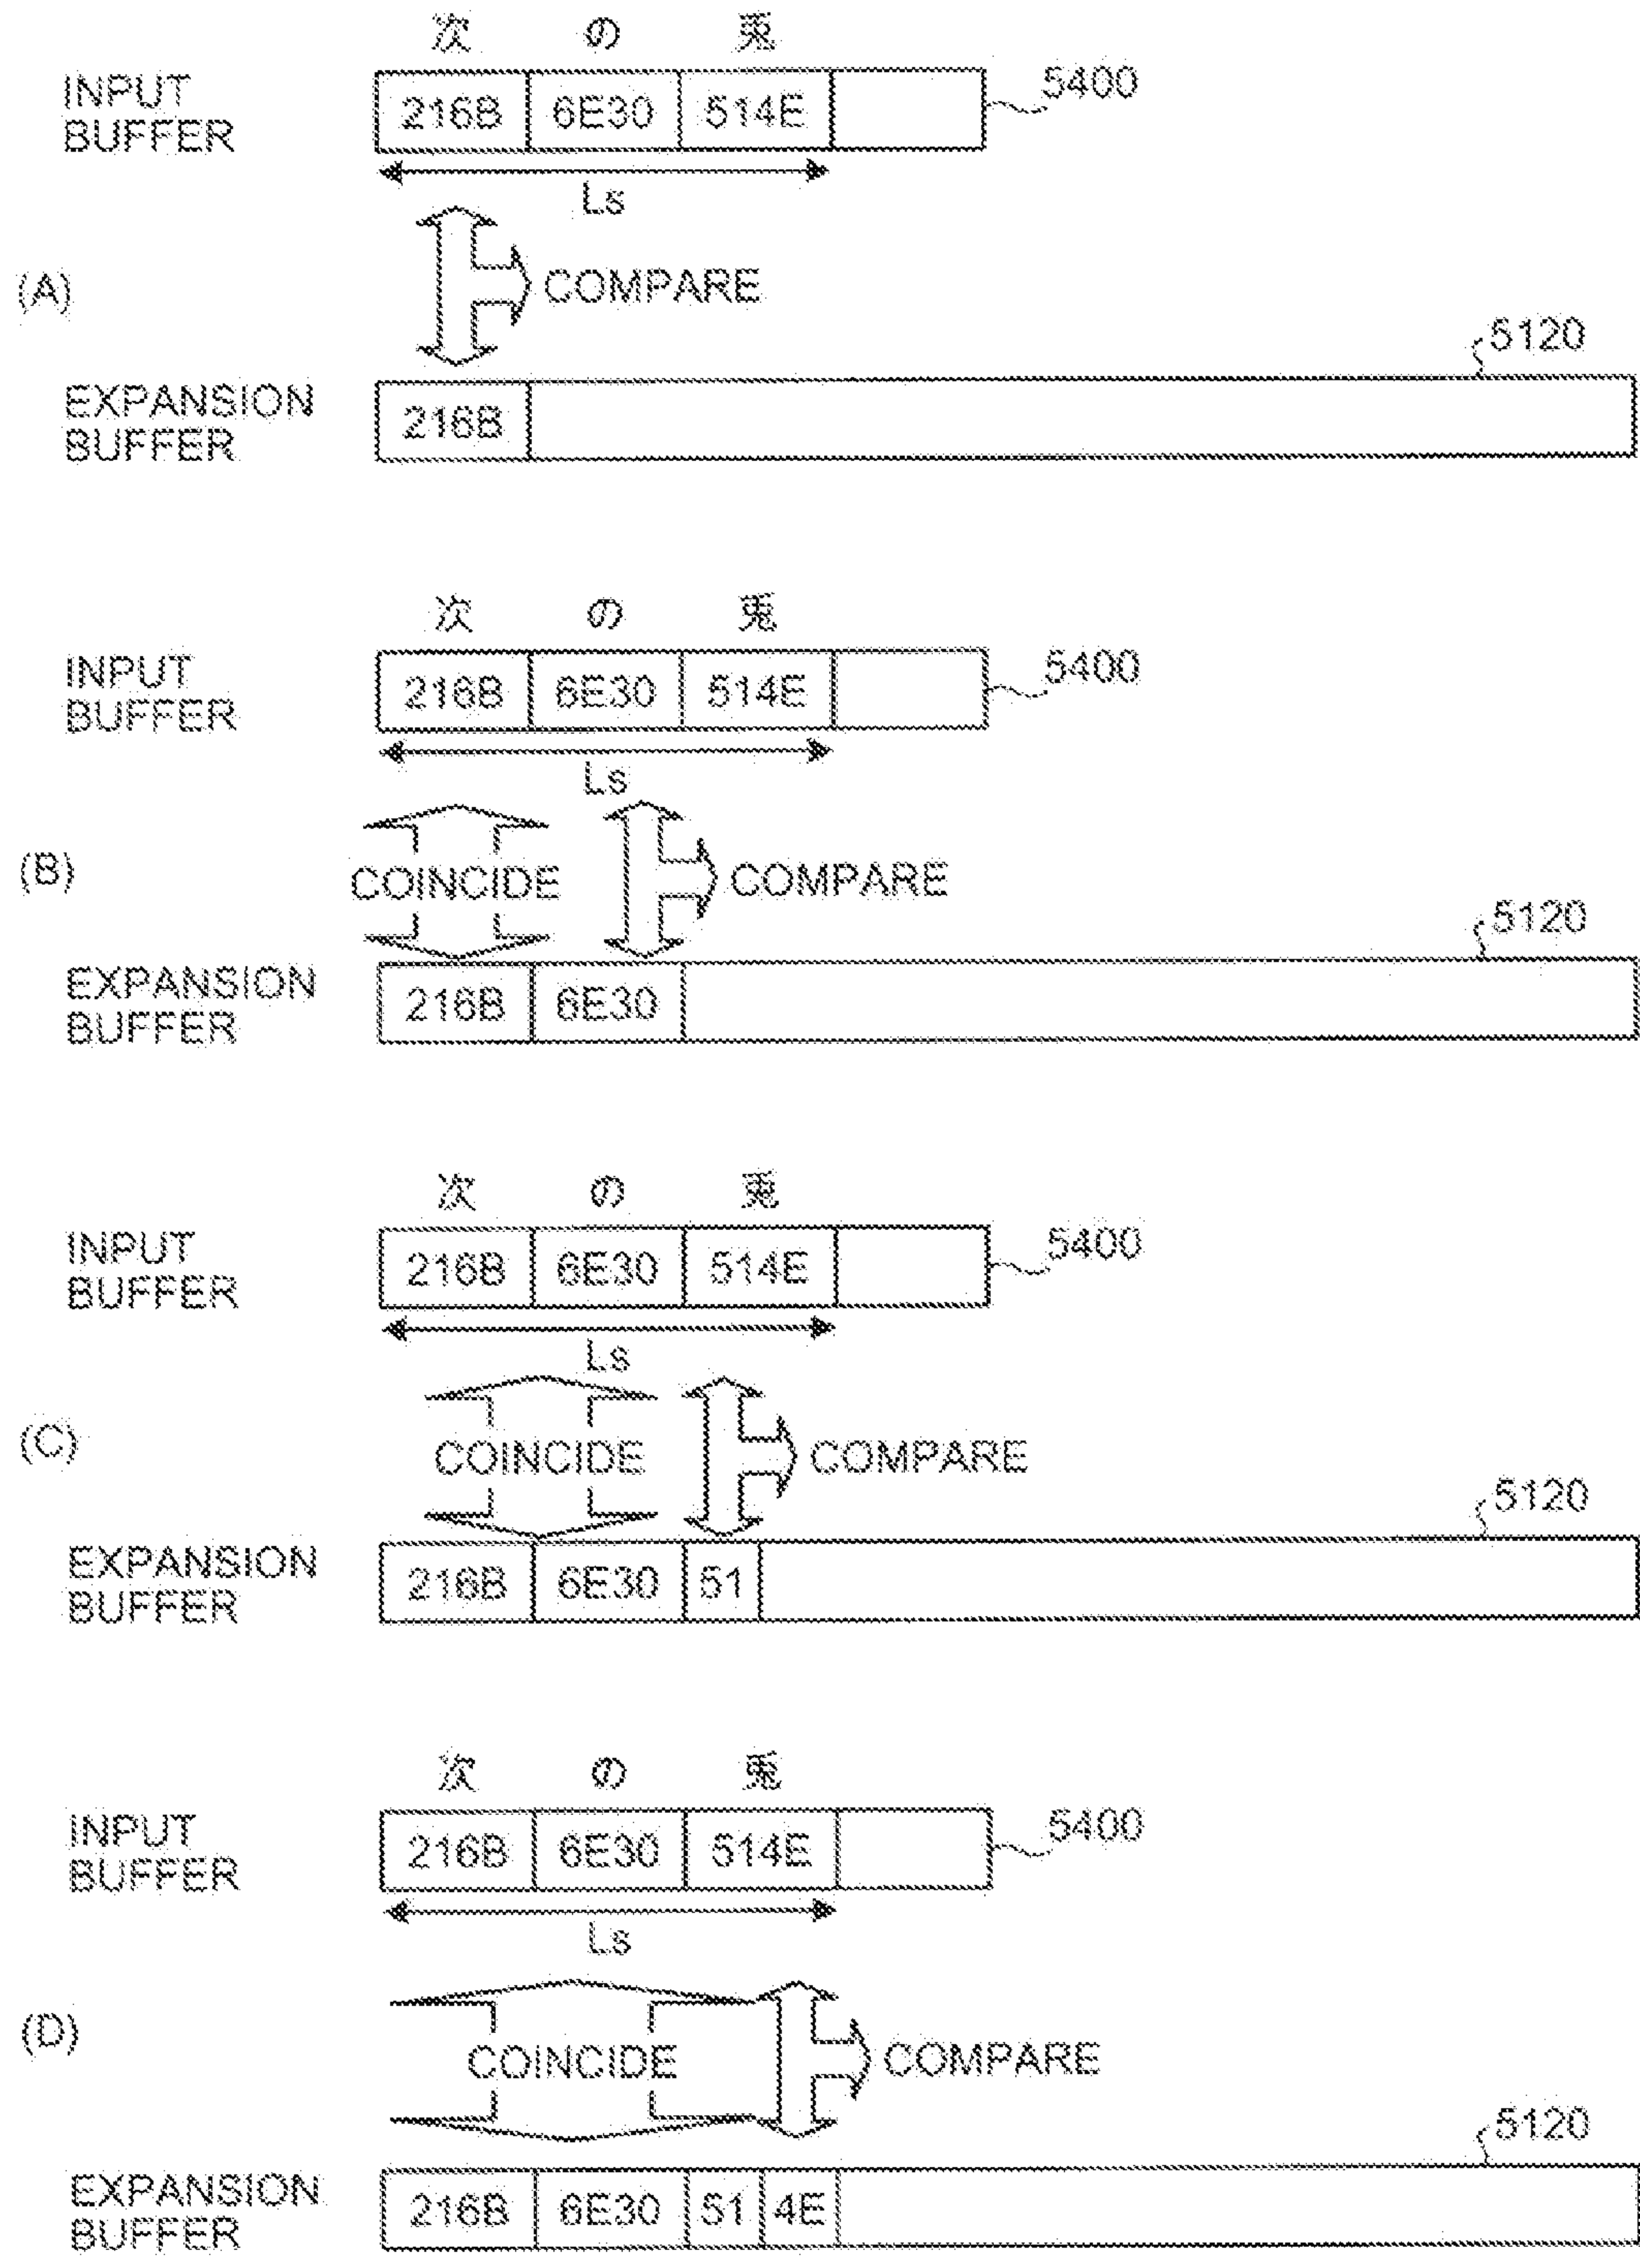 次 の 兎
INPUT BUFFER 216B 6E30 514E 5400
Ls
(A) COMPARE
5120
EXPANSION BUFFER 216B
次 の 兎
INPUT BUFFER 216B 6E30 514E 5400
Ls
(B) COINCIDE COMPARE
5120
EXPANSION BUFFER 216B 6E30
次 の 兎
INPUT BUFFER 216B 6E30 514E 5400
Ls
(C) COINCIDE COMPARE
5120
EXPANSION BUFFER 216B 6E30 51
次 の 兎
INPUT BUFFER 216B 6E30 514E 5400
Ls
(D) COINCIDE COMPARE
5120
EXPANSION BUFFER 216B 6E30 51 4E